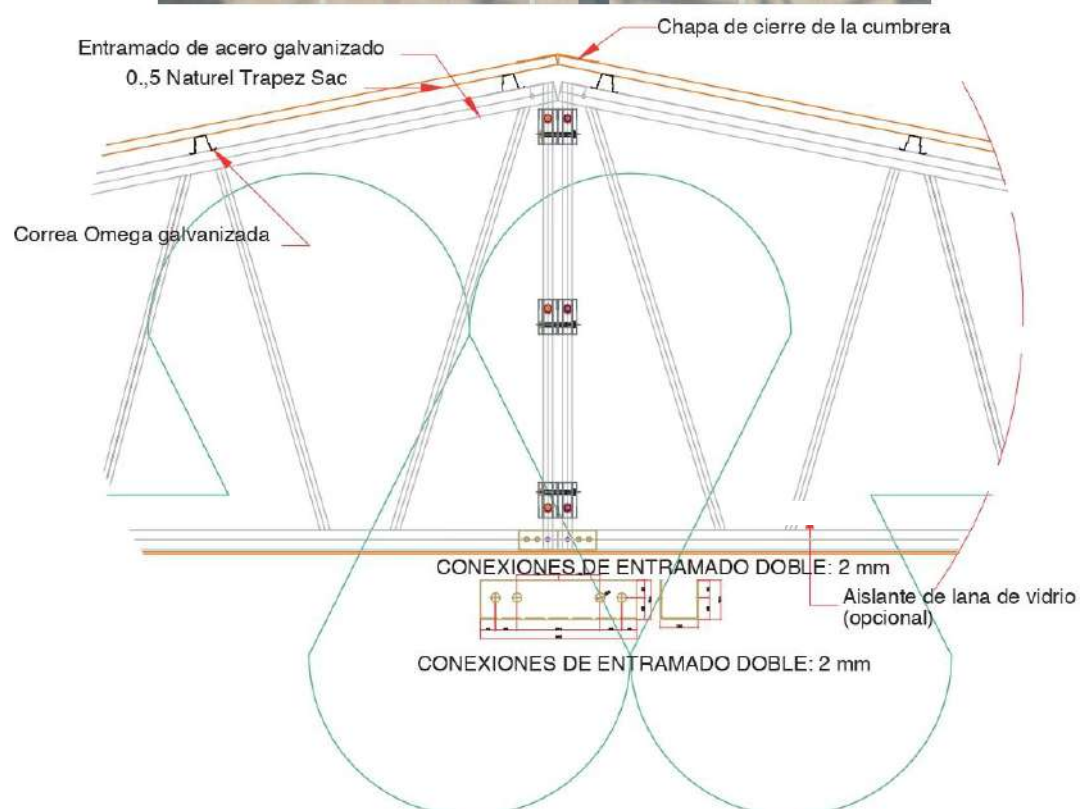 Chapa de cierre de la cumbrera
Entramado de acero galvanizado
0.,5 Naturel Trapez Sac
Correa Omega galvanizada
CONEXIONES DE ENTRAMADO DOBLE: 2 mm
Aislante de lana de vidrio
(opcional)
CONEXIONES DE ENTRAMADO DOBLE: 2 mm